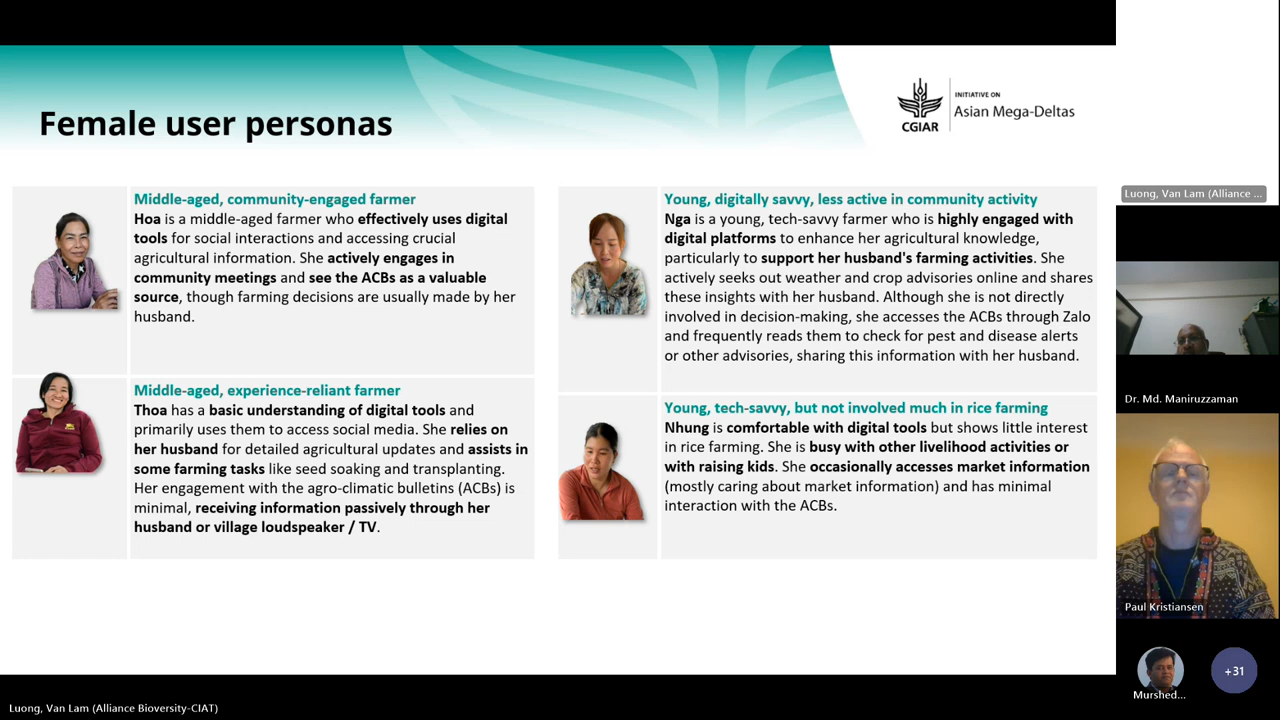 Female user personas
CGIAR
INITIATIVE ON
Asian Mega-Deltas
Middle-aged, community-engaged farmer
Hoa is a middle-aged farmer who effectively uses digital
tools for social interactions and accessing crucial
agricultural information. She actively engages in
community meetings and see the ACBs as a valuable
source, though farming decisions are usually made by her
husband.
Middle-aged, experience-reliant farmer
Thoa has a basic understanding of digital tools and
primarily uses them to access social media. She relies on
her husband for detailed agricultural updates and assists in
some farming tasks like seed soaking and transplanting.
Her engagement with the agro-climatic bulletins (ACBs) is
minimal, receiving information passively through her
husband or village loudspeaker / TV.
Young, digitally savvy, less active in community activity
Nga is a young, tech-savvy farmer who is highly engaged with
digital platforms to enhance her agricultural knowledge,
particularly to support her husband's farming activities. She
actively seeks out weather and crop advisories online and shares
these insights with her husband. Although she is not directly
involved in decision-making, she accesses the ACBs through Zalo
and frequently reads them to check for pest and disease alerts
or other advisories, sharing this information with her husband.
Young, tech-savvy, but not involved much in rice farming
Nhung is comfortable with digital tools but shows little interest
in rice farming. She is busy with other livelihood activities or
with raising kids. She occasionally accesses market information
(mostly caring about market information) and has minimal
interaction with the ACBs.
Luong, Van Lam (Alliance ...
Dr. Md. Maniruzzaman
Paul Kristiansen
Murshed...
+31
Luong, Van Lam (Alliance Bioversity-CIAT)